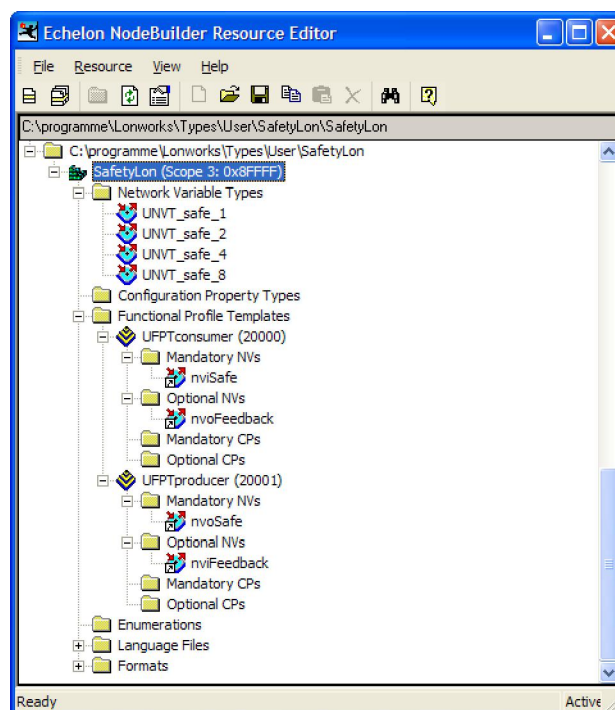 Echelon NodeBuilder Resource Editor
File Resource View Help
C:\programme\Lonworks\Types\User\SafetyLon\SafetyLon
C:\programme\Lonworks\Types\User\SafetyLon
SafetyLon (Scope 3: 0x8FFFF)
Network Variable Types
UNVT_safe_1
UNVT_safe_2
UNVT_safe_4
UNVT_safe_8
Configuration Property Types
Functional Profile Templates
UFPTconsumer (20000)
Mandatory NVs
nviSafe
Optional NVs
nvoFeedback
Mandatory CPs
Optional CPs
UFPTproducer (20001)
Mandatory NVs
nvoSafe
Optional NVs
nviFeedback
Mandatory CPs
Optional CPs
Enumerations
Language Files
Formats
Ready Active